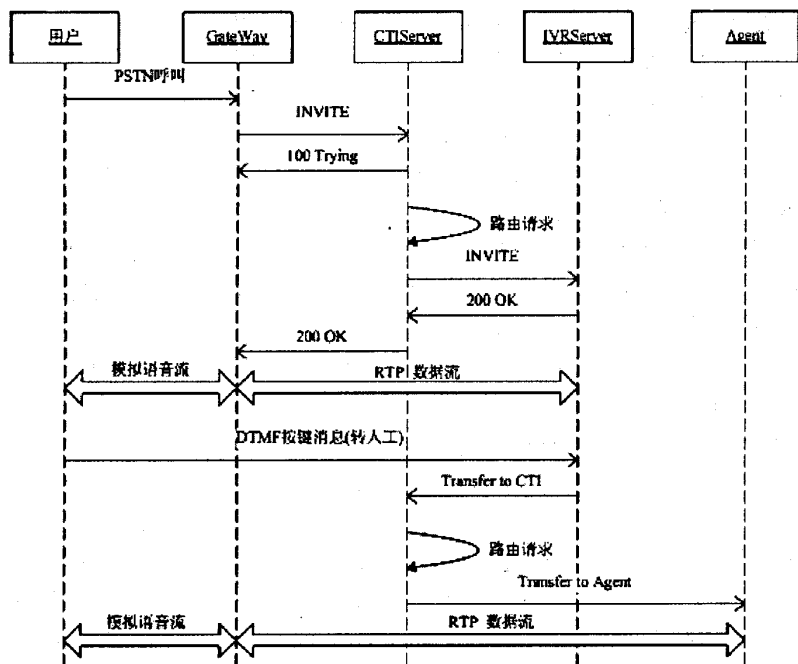 用户 GateWay CTIServer IVRServer Agent
PSTN呼叫
INVITE
100 Trying
路由请求
INVITE
200 OK
200 OK
模拟语音流 RTP 数据流
DTMF按键消息(转人工)
Transfer to CTI
路由请求
Transfer to Agent
模拟语音流 RTP 数据流